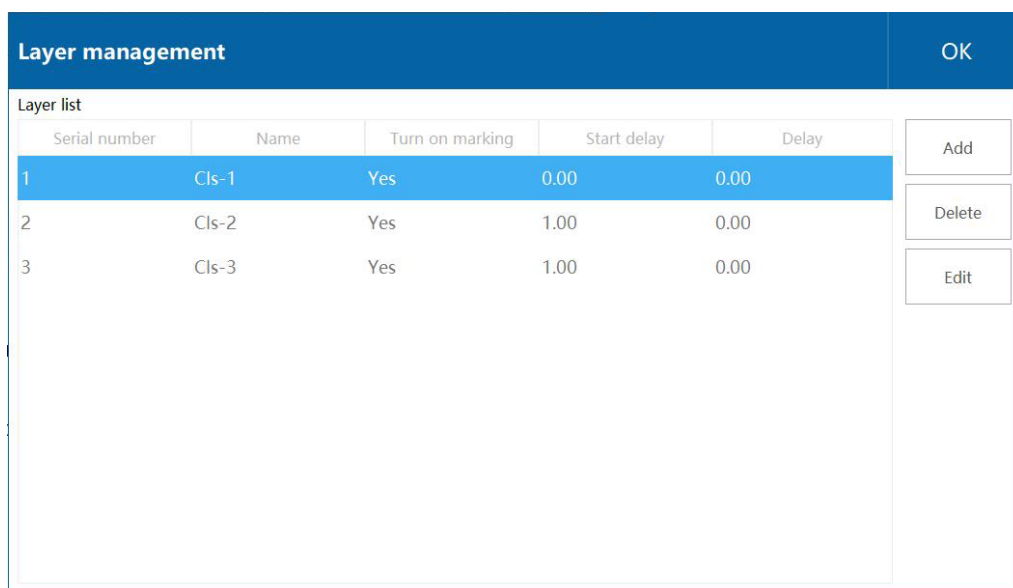 Layer management OK
Layer list
Serial number Name Turn on marking Start delay Delay
1 Cls-1 Yes 0.00 0.00
2 Cls-2 Yes 1.00 0.00
3 Cls-3 Yes 1.00 0.00
Add
Delete
Edit